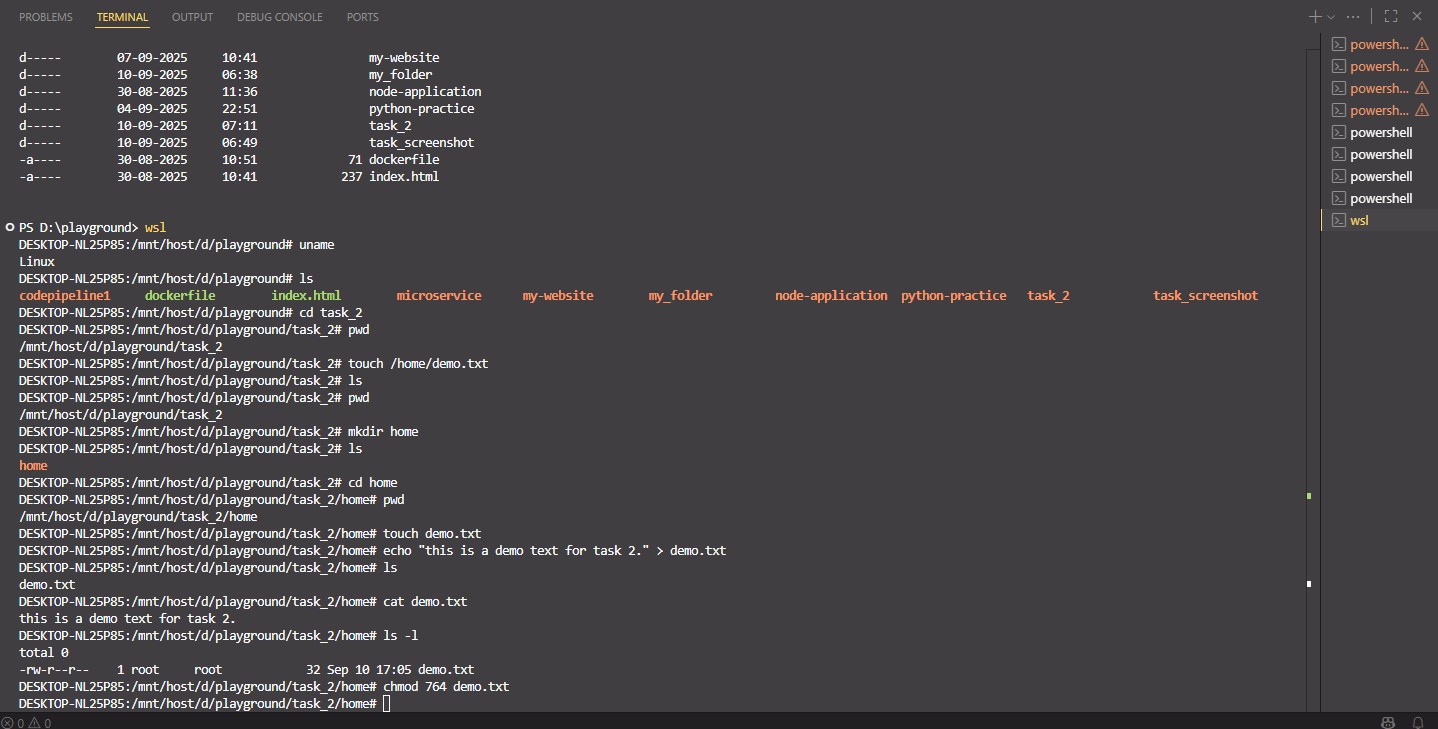 PROBLEMS TERMINAL OUTPUT DEBUG CONSOLE PORTS
d----- 07-09-2025 10:41 my-website
d----- 10-09-2025 06:38 my_folder
d----- 30-08-2025 11:36 node-application
d----- 04-09-2025 22:51 python-practice
d----- 10-09-2025 07:11 task_2
d----- 10-09-2025 06:49 task_screenshot
-a---- 30-08-2025 10:51 71 dockerfile
-a---- 30-08-2025 10:41 237 index.html
PS D:\playground> wsl
DESKTOP-NL25P85:/mnt/host/d/playground# uname
Linux
DESKTOP-NL25P85:/mnt/host/d/playground# ls
codepipeline1 dockerfile index.html microservice my-website my_folder node-application python-practice task_2 task_screenshot
DESKTOP-NL25P85:/mnt/host/d/playground# cd task_2
DESKTOP-NL25P85:/mnt/host/d/playground/task_2# pwd
/mnt/host/d/playground/task_2
DESKTOP-NL25P85:/mnt/host/d/playground/task_2# touch /home/demo.txt
DESKTOP-NL25P85:/mnt/host/d/playground/task_2# ls
DESKTOP-NL25P85:/mnt/host/d/playground/task_2# pwd
/mnt/host/d/playground/task_2
DESKTOP-NL25P85:/mnt/host/d/playground/task_2# mkdir home
DESKTOP-NL25P85:/mnt/host/d/playground/task_2# ls
home
DESKTOP-NL25P85:/mnt/host/d/playground/task_2# cd home
DESKTOP-NL25P85:/mnt/host/d/playground/task_2/home# pwd
/mnt/host/d/playground/task_2/home
DESKTOP-NL25P85:/mnt/host/d/playground/task_2/home# touch demo.txt
DESKTOP-NL25P85:/mnt/host/d/playground/task_2/home# echo "this is a demo text for task 2." > demo.txt
DESKTOP-NL25P85:/mnt/host/d/playground/task_2/home# ls
demo.txt
DESKTOP-NL25P85:/mnt/host/d/playground/task_2/home# cat demo.txt
this is a demo text for task 2.
DESKTOP-NL25P85:/mnt/host/d/playground/task_2/home# ls -l
total 0
-rw-r--r-- 1 root root 32 Sep 10 17:05 demo.txt
DESKTOP-NL25P85:/mnt/host/d/playground/task_2/home# chmod 764 demo.txt
DESKTOP-NL25P85:/mnt/host/d/playground/task_2/home#
powersh...
powersh...
powersh...
powersh...
powershell
powershell
powershell
powershell
wsl
0 0